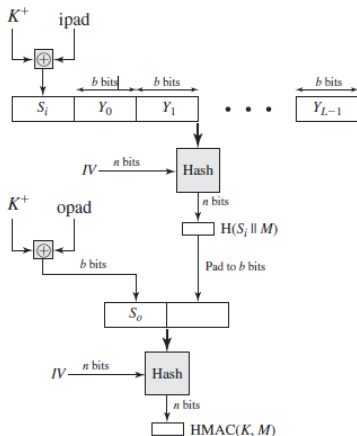 K+ ipad
⊕
b bits b bits b bits
Si Y0 Y1 • • • YL−1
n bits
IV Hash
n bits
K+ opad
H(Si || M)
⊕
b bits Pad to b bits
So
n bits
IV Hash
n bits
HMAC(K, M)